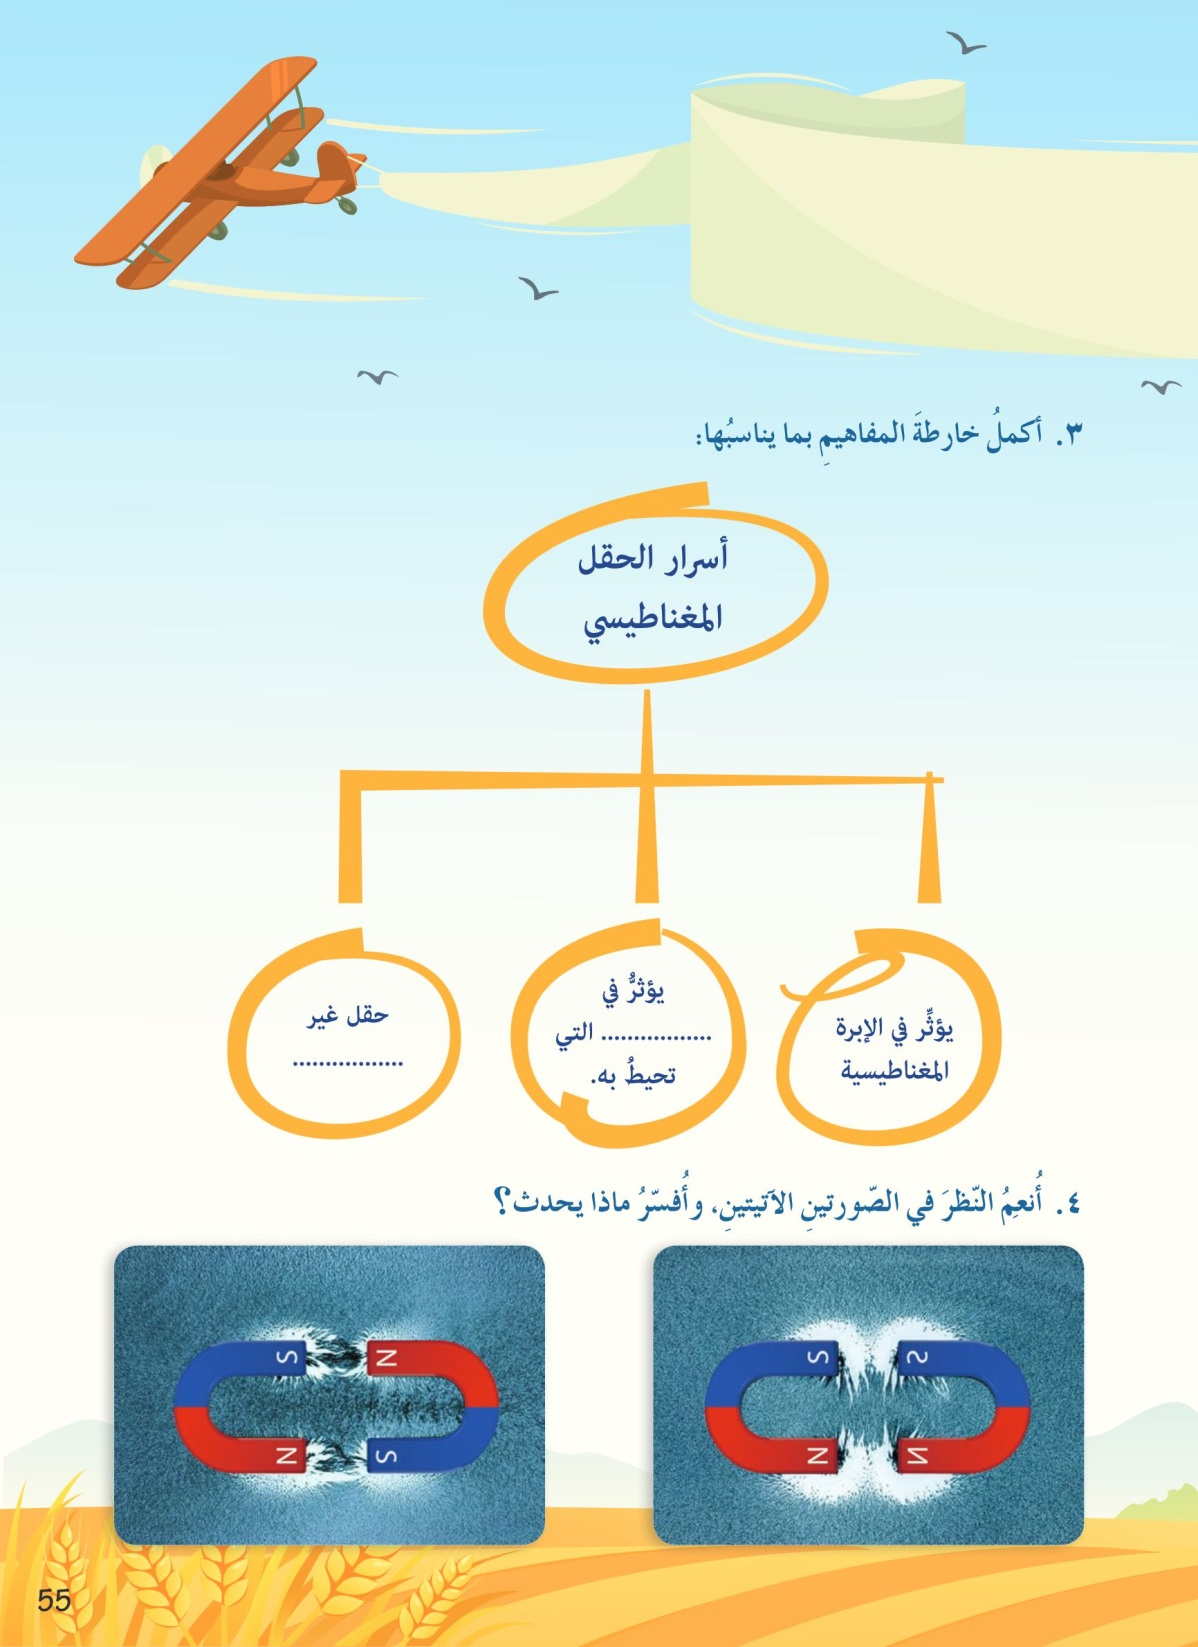 ٣. أكملُ خارطةَ المفاهيمِ بما يناسبُها:
أسرار الحقل
المغناطيسي
يؤثِّر في الإبرة
المغناطيسية
يؤثرُّ في
................. التي
تحيطُ به.
حقل غير
.................
٤. أُنعِمُ النّظرَ في الصّورتينِ الآتيتينِ، وأُفسّرُ ماذا يحدث؟
S S
N N
S N
N S
55